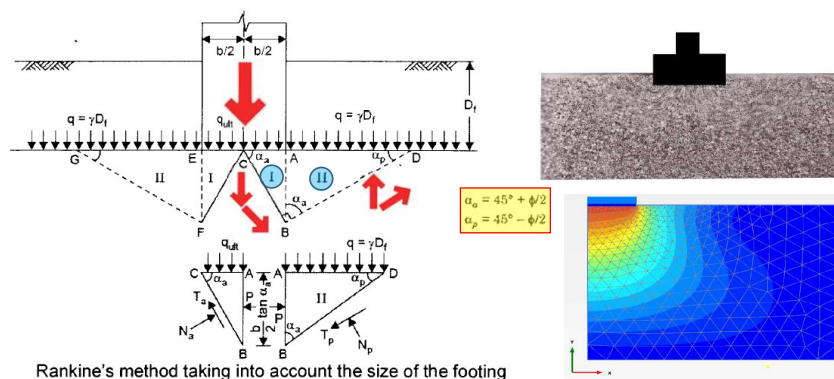 b/2 b/2
D_f
q = γD_f q_ult q = γD_f
G E C α_a A α_p D
II I I II
α_a
F B
α_a = 45° + ϕ/2
α_p = 45° − ϕ/2
q_ult q = γD_f
C α_a A A α_p D
T_a P b/2 tan α_a P II
N_a α_a T_p N_p
B B
Y
X
Rankine's method taking into account the size of the footing